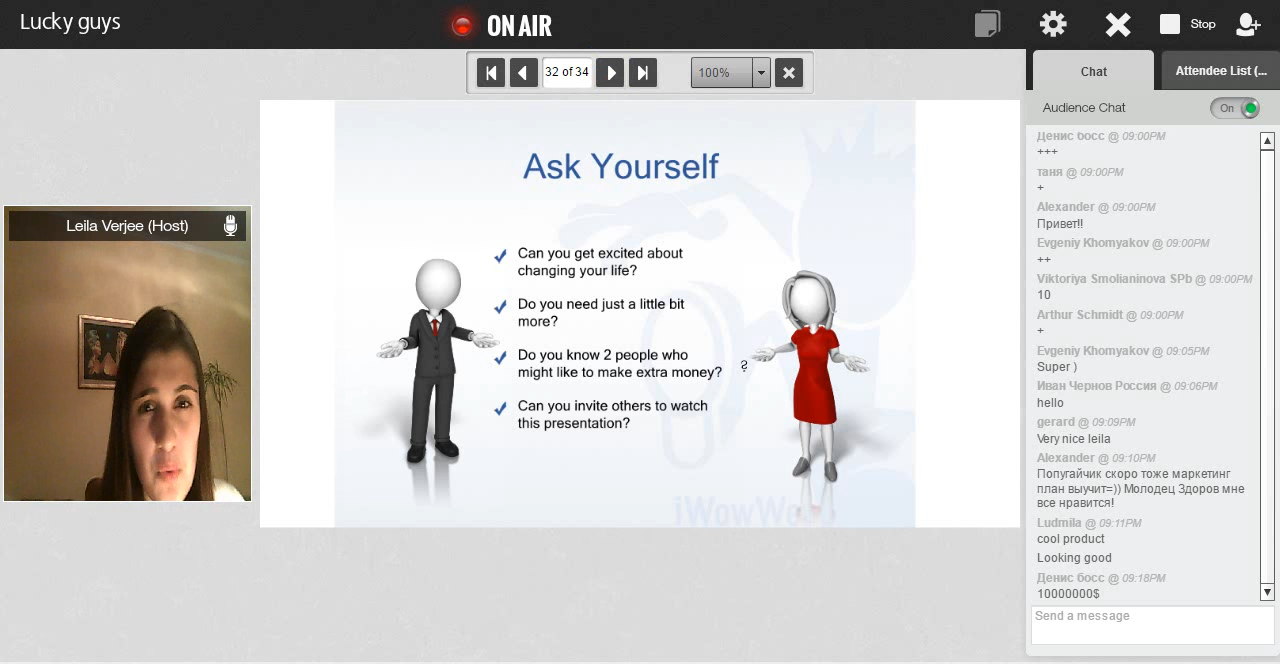 Lucky guys
ON AIR
Stop
32 of 34
100%
Chat
Attendee List (...
Audience Chat
On
Leila Verjee (Host)
Ask Yourself
Can you get excited about
changing your life?
Do you need just a little bit
more?
Do you know 2 people who
might like to make extra money?
?
Can you invite others to watch
this presentation?
Денис босс @ 09:00PM
+++
таня @ 09:00PM
+
Alexander @ 09:00PM
Привет!!
Evgeniy Khomyakov @ 09:00PM
++
Viktoriya Smolianinova SPb @ 09:00PM
10
Arthur Schmidt @ 09:00PM
+
Evgeniy Khomyakov @ 09:05PM
Super )
Иван Чернов Россия @ 09:06PM
hello
gerard @ 09:09PM
Very nice leila
Alexander @ 09:10PM
Попугайчик скоро тоже маркетинг
план выучит=)) Молодец Здоров мне
все нравится!
Ludmila @ 09:11PM
cool product
Looking good
Денис босс @ 09:18PM
10000000$
Send a message